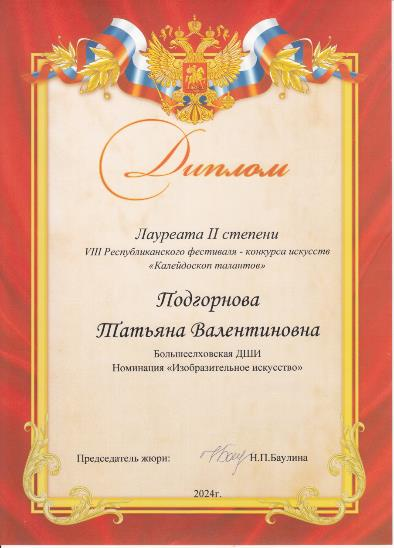 Диплом
Лауреата II степени
VIII Республиканского фестиваля - конкурса искусств
«Калейдоскоп талантов»
Подгорнова
Татьяна Валентиновна
Большеелховская ДШИ
Номинация «Изобразительное искусство»
Председатель жюри: Н.П.Баулина
2024г.